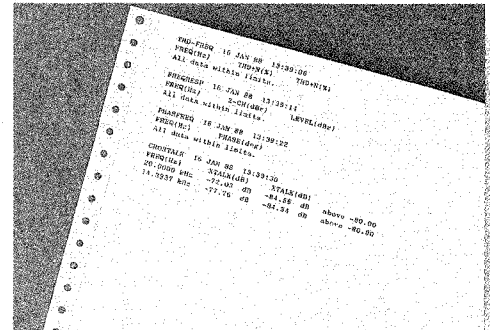 THD-FREQ 16 JAN 88 13:39:06
FREQ(Hz) THD+N(%) THD+N(%)
All data within limits.
FREQRESP 16 JAN 88 13:39:14
FREQ(Hz) 2-CH(dBr) LEVEL(dBr)
All data within limits.
PHASFREQ 16 JAN 88 13:39:22
FREQ(Hz) PHASE(deg)
All data within limits.
CROSTALK 16 JAN 88 13:39:30
FREQ(Hz) XTALK(dB) XTALK(dB)
20.0000 kHz -72.03 dB -84.56 dB above -80.00
14.3937 kHz -77.76 dB -84.34 dB above -80.00